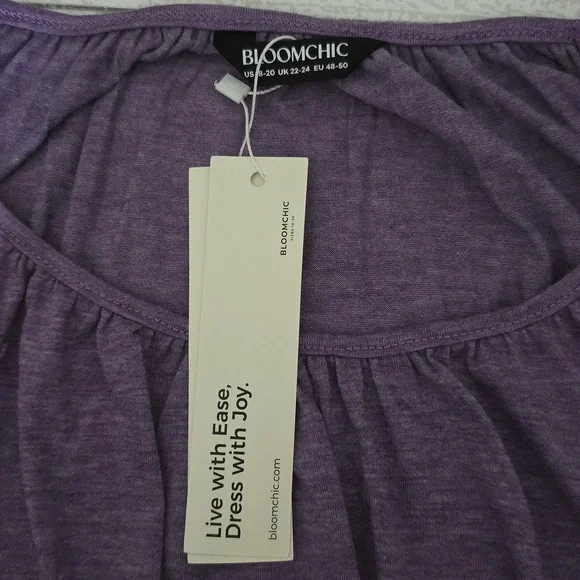 BLOOMCHIC
US 18-20 UK 22-24 EU 48-50
BLOOMCHIC
Live with Ease,
Dress with Joy.
bloomchic.com